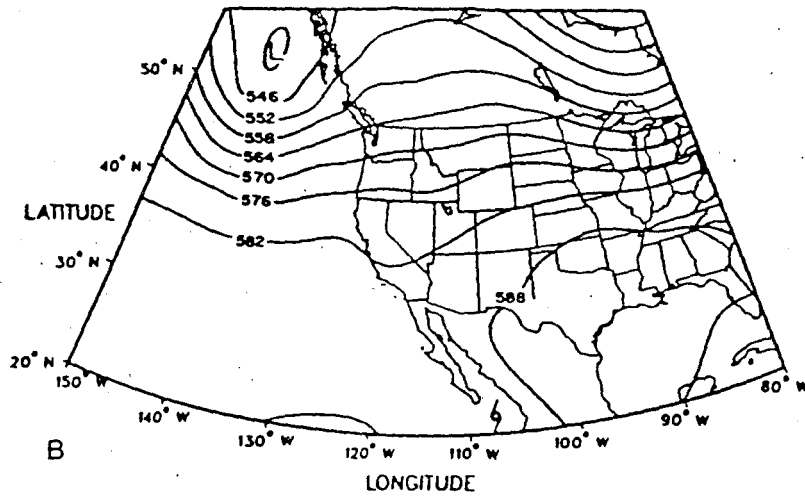 50° N
546
552
558
564
40° N
570
576
LATITUDE
582
30° N
588
20° N
150° W
80° W
140° W
90° W
130° W
100° W
120° W
110° W
B
LONGITUDE